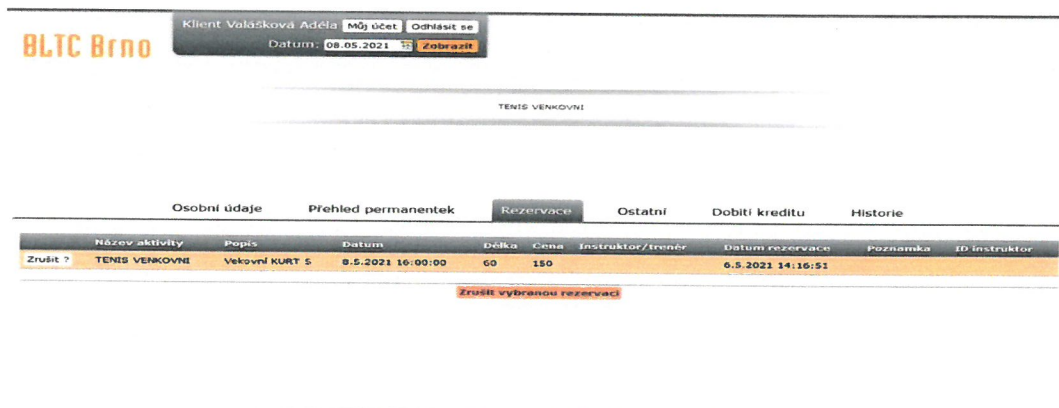 BLTC Brno
Klient Valášková Adéla Můj účet Odhlásit se
Datum: 08.05.2021 Zobrazit
TENIS VENKOVNI
Osobní údaje Přehled permanentek Rezervace Ostatní Dobití kreditu Historie
Název aktivity Popis Datum Délka Cena Instruktor/trenér Datum rezervace Poznamka ID instruktor
Zrušit ? TENIS VENKOVNI Vekovní KURT 5 8.5.2021 16:00:00 60 150 6.5.2021 14:16:51
Zrušit vybranou rezervaci